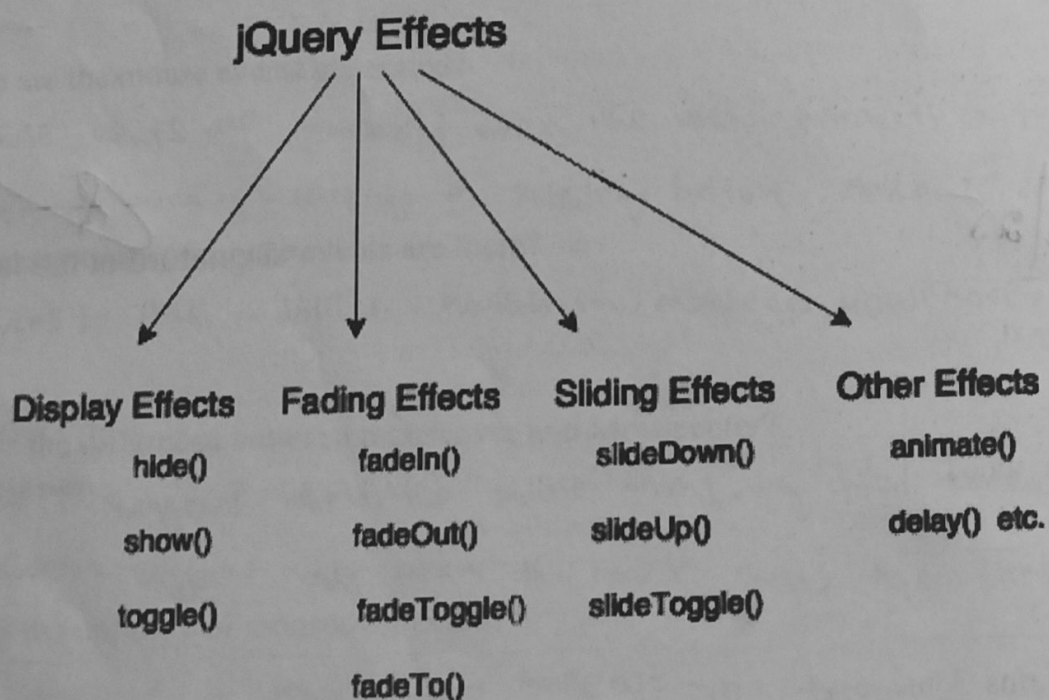 jQuery Effects
Display Effects
hide()
show()
toggle()
Fading Effects
fadeIn()
fadeOut()
fadeToggle()
fadeTo()
Sliding Effects
slideDown()
slideUp()
slideToggle()
Other Effects
animate()
delay() etc.